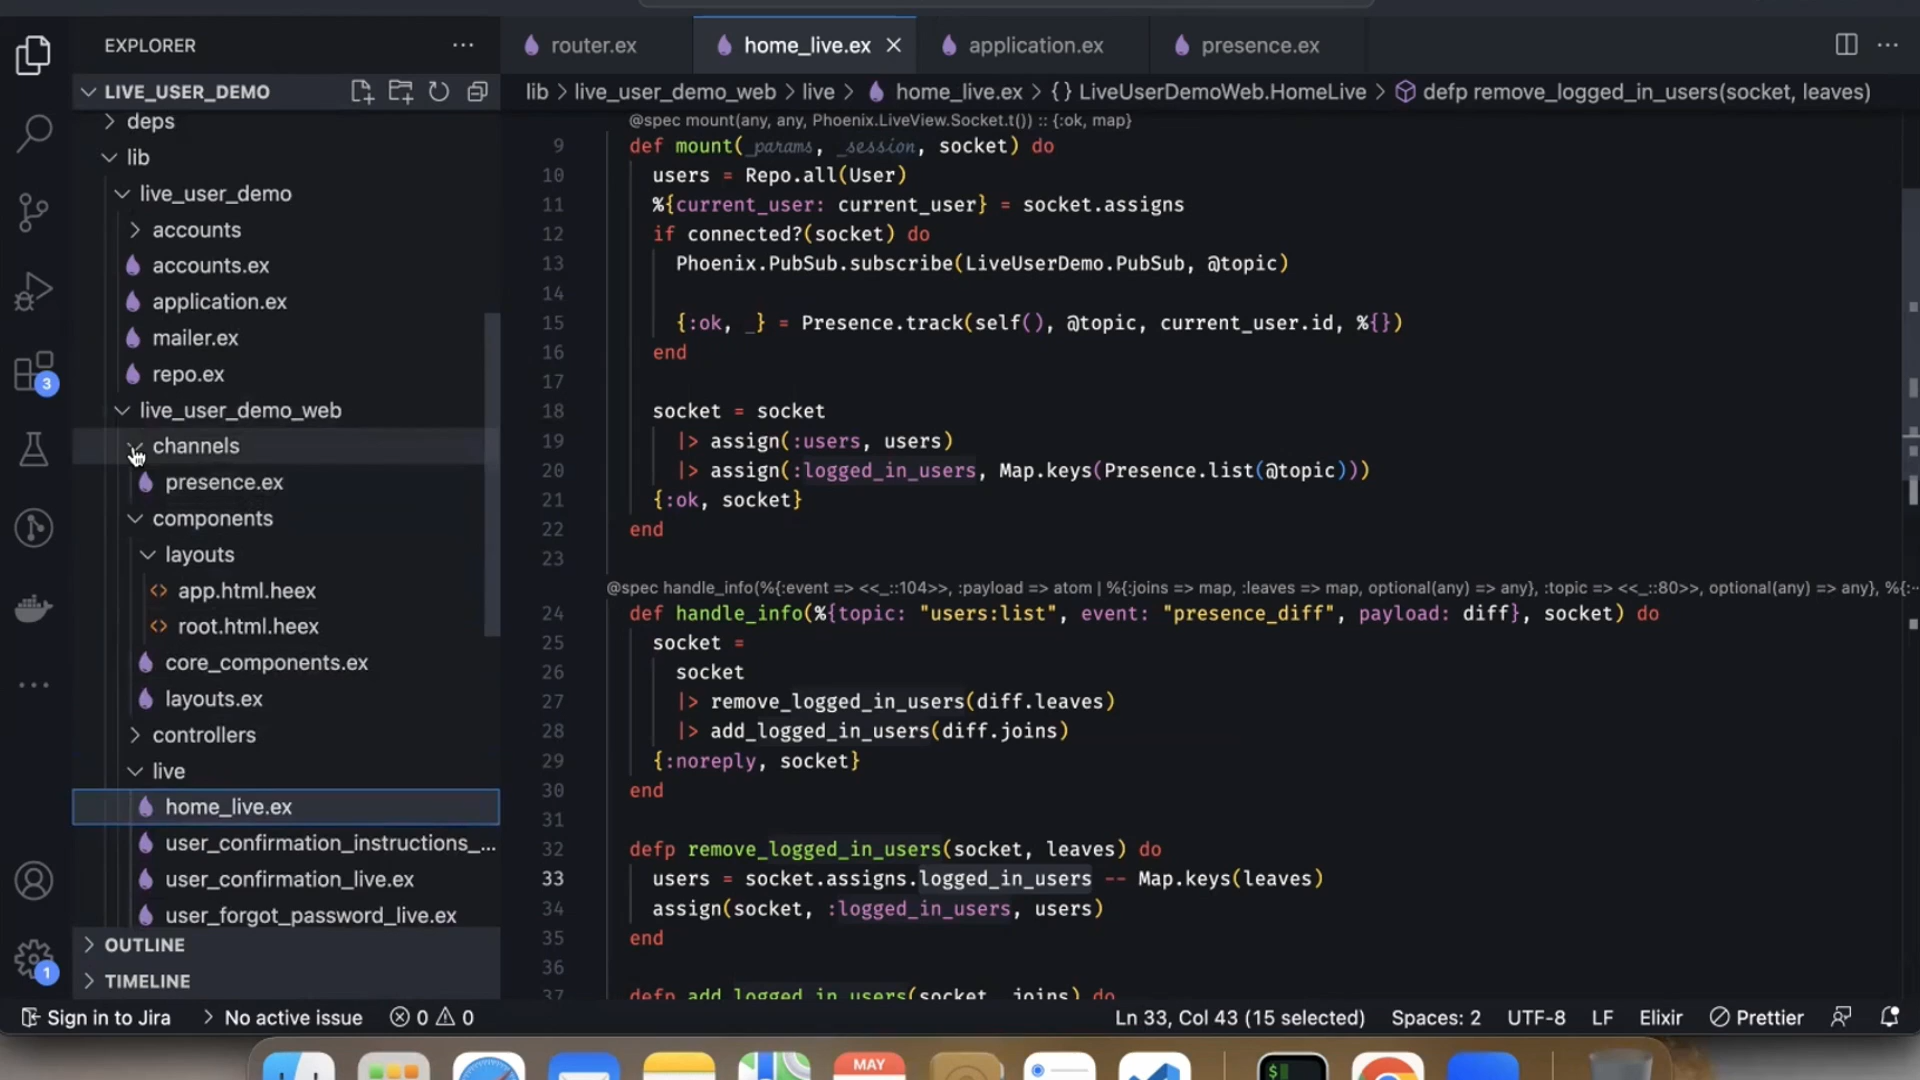 EXPLORER
LIVE_USER_DEMO
deps
lib
live_user_demo
accounts
accounts.ex
application.ex
mailer.ex
repo.ex
live_user_demo_web
channels
presence.ex
components
layouts
app.html.heex
root.html.heex
core_components.ex
layouts.ex
controllers
live
home_live.ex
user_confirmation_instructions_...
user_confirmation_live.ex
user_forgot_password_live.ex
OUTLINE
TIMELINE
3
1
router.ex home_live.ex application.ex presence.ex
lib > live_user_demo_web > live > home_live.ex > {} LiveUserDemoWeb.HomeLive > defp remove_logged_in_users(socket, leaves)
@spec mount(any, any, Phoenix.LiveView.Socket.t()) :: {:ok, map}
9 def mount(_params, _session, socket) do
10 users = Repo.all(User)
11 %{current_user: current_user} = socket.assigns
12 if connected?(socket) do
13 Phoenix.PubSub.subscribe(LiveUserDemo.PubSub, @topic)
14
15 {:ok, _} = Presence.track(self(), @topic, current_user.id, %{})
16 end
17
18 socket = socket
19 |> assign(:users, users)
20 |> assign(:logged_in_users, Map.keys(Presence.list(@topic)))
21 {:ok, socket}
22 end
23
@spec handle_info(%{:event => <<_::104>>, :payload => atom | %{:joins => map, :leaves => map, optional(any) => any}, :topic => <<_::80>>, optional(any) => any}, %{:...
24 def handle_info(%{topic: "users:list", event: "presence_diff", payload: diff}, socket) do
25 socket =
26 socket
27 |> remove_logged_in_users(diff.leaves)
28 |> add_logged_in_users(diff.joins)
29 {:noreply, socket}
30 end
31
32 defp remove_logged_in_users(socket, leaves) do
33 users = socket.assigns.logged_in_users -- Map.keys(leaves)
34 assign(socket, :logged_in_users, users)
35 end
36
37 defp add_logged_in_users(socket, joins) do
Sign in to Jira > No active issue 0 0 Ln 33, Col 43 (15 selected) Spaces: 2 UTF-8 LF Elixir Prettier
MAY
$